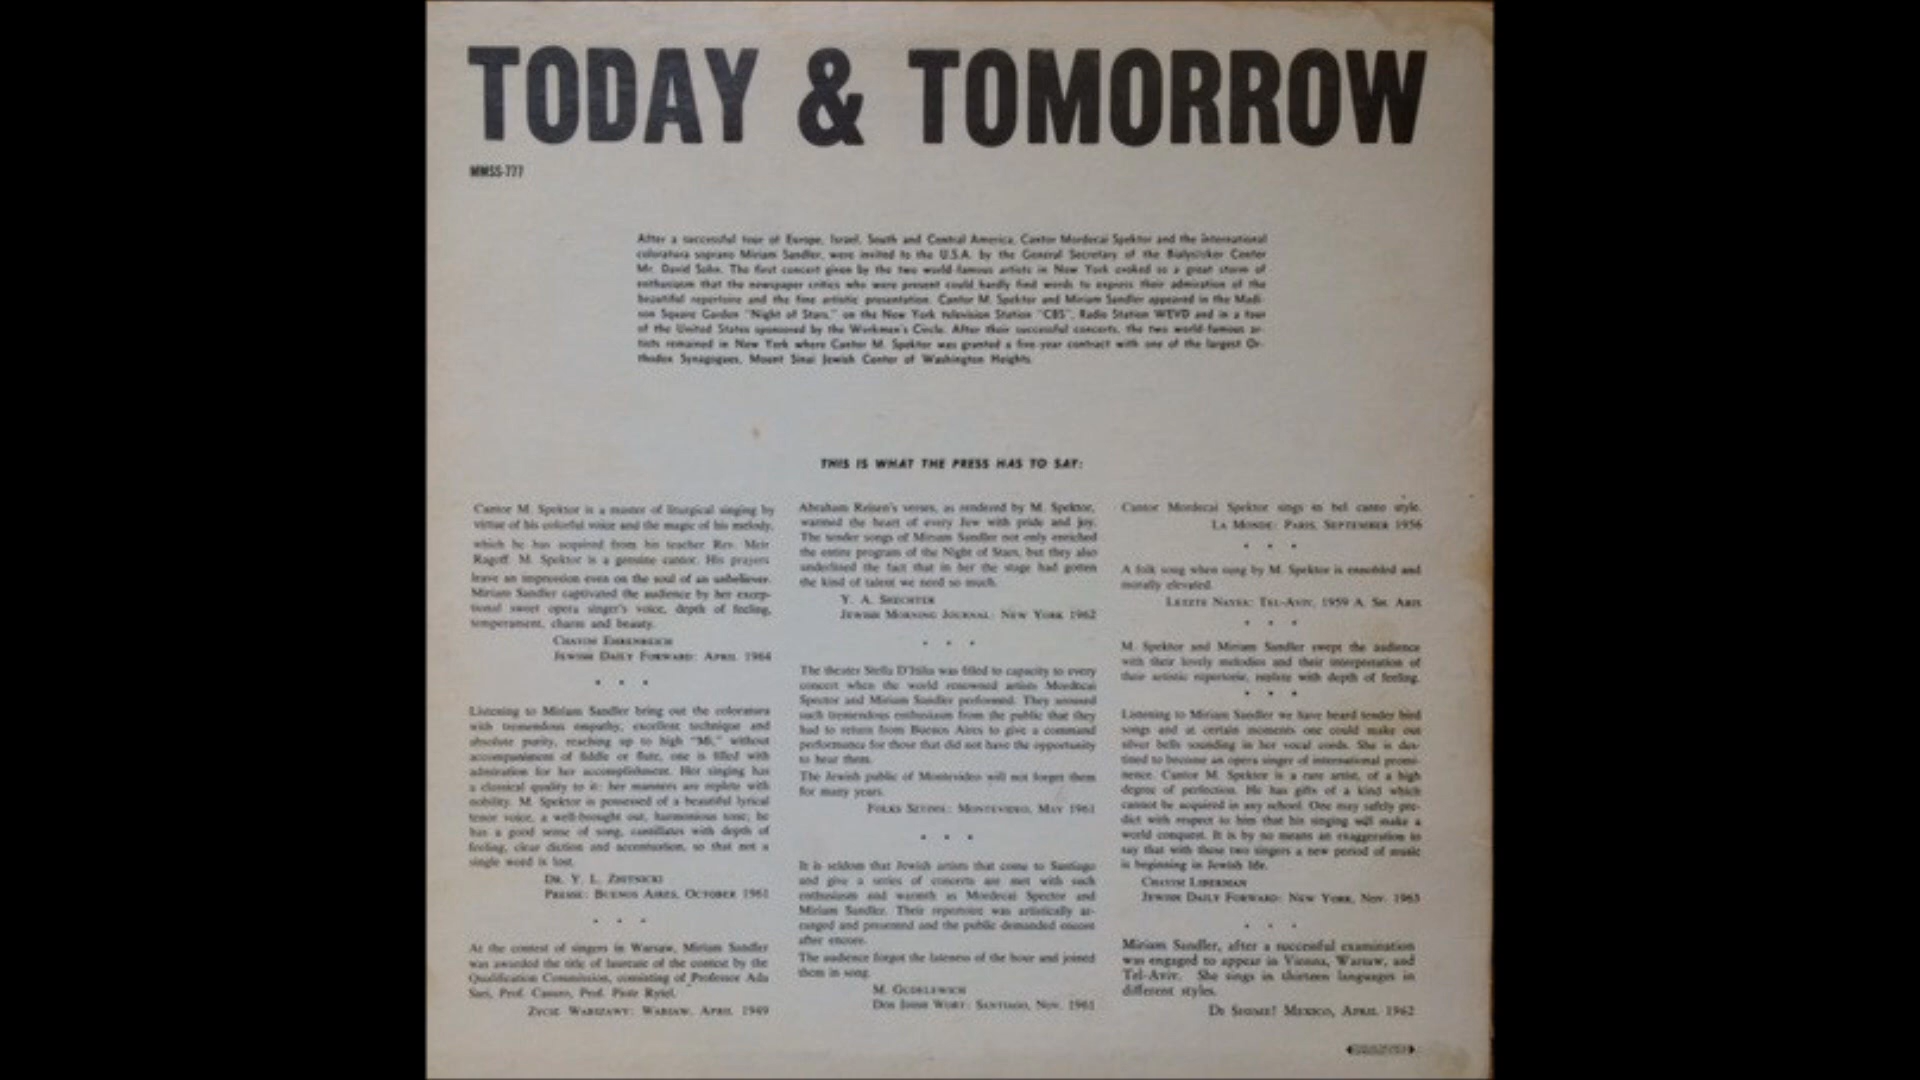 TODAY & TOMORROW
MMSS-777
After a successful tour of Europe, Israel, South and Central America, Cantor Mordecai Spektor and the international
coloratura soprano Miriam Sandler, were invited to the U.S.A. by the General Secretary of the Bialystoker Center
Mr. David Sohn. The first concert given by the two world-famous artists in New York evoked so a great storm of
enthusiasm that the newspaper critics who were present could hardly find words to express their admiration of the
beautiful repertoire and the fine artistic presentation. Cantor M. Spektor and Miriam Sandler appeared in the Madi-
son Square Garden "Night of Stars," on the New York television Station "CBS", Radio Station WEVD and in a tour
of the United States sponsored by the Workmen's Circle. After their successful concerts, the two world-famous ar-
tists remained in New York where Cantor M. Spektor was granted a five-year contract with one of the largest Or-
thodox Synagogues, Mount Sinai Jewish Center of Washington Heights.
THIS IS WHAT THE PRESS HAS TO SAY:
Cantor M. Spektor is a master of liturgical singing by
virtue of his colorful voice and the magic of his melody,
which he has acquired from his teacher Rev. Meir
Ragoff. M. Spektor is a genuine cantor. His prayers
leave an impression even on the soul of an unbeliever.
Miriam Sandler captivated the audience by her excep-
tional sweet opera singer's voice, depth of feeling,
temperament, charm and beauty.
Chayim Ehrenreich
Jewish Daily Forward: April 1964
• • •
Listening to Miriam Sandler bring out the coloratura
with tremendous empathy, excellent technique and
absolute purity, reaching up to high "Mi," without
accompaniment of fiddle or flute, one is filled with
admiration for her accomplishment. Her singing has
a classical quality to it: her manners are replete with
nobility. M. Spektor is possessed of a beautiful lyrical
tenor voice, a well-brought out, harmonious tone; he
has a good sense of song, cantillates with depth of
feeling, clear diction and accentuation, so that not a
single word is lost.
Dr. Y. L. Zhitnicki
Presse: Buenos Aires, October 1961
• • •
At the contest of singers in Warsaw, Miriam Sandler
was awarded the title of laureate of the contest by the
Qualification Commission, consisting of Professor Ada
Sari, Prof. Prof. Piotr Rytel.
Zycie Warszawy: Warsaw, April 1949
Abraham Reisen's verses, as rendered by M. Spektor,
warmed the heart of every Jew with pride and joy.
The tender songs of Miriam Sandler not only enriched
the entire program of the Night of Stars, but they also
underlined the fact that in her the stage had gotten
the kind of talent we need so much.
Y. A. Shechter
Jewish Morning Journal: New York 1962
• • •
The theater Stella D'Italia was filled to capacity to every
concert when the world renowned artists Mordecai
Spector and Miriam Sandler performed. They aroused
such tremendous enthusiasm from the public that they
had to return from Buenos Aires to give a command
performance for those that did not have the opportunity
to hear them.
The Jewish public of Montevideo will not forget them
for many years.
Folks Montevideo, May 1961
• • •
It is seldom that Jewish artists that come to Santiago
and give a series of concerts are met with such
enthusiasm and warmth as Mordecai Spector and
Miriam Sandler. Their repertoire was artistically ar-
ranged and presented and the public demanded encore
after encore.
The audience forgot the lateness of the hour and joined
them in song.
M. Gudelewich
Dos Idish Wort: Santiago, Nov. 1961
Cantor Mordecai Spektor sings in bel canto style.
La Monde: Paris, September 1956
• • •
A folk song when sung by M. Spektor is ennobled and
morally elevated.
Letzte Nayes: Tel-Aviv, 1959 A. Sh.
• • •
M. Spektor and Miriam Sandler swept the audience
with their lovely melodies and their interpretation of
their artistic repertoire, replete with depth of feeling.
• • •
Listening to Miriam Sandler we have heard tender bird
songs and at certain moments one could make out
silver bells sounding in her vocal cords. She is des-
tined to become an opera singer of international promi-
nence. Cantor M. Spektor is a rare artist, of a high
degree of perfection. He has gifts of a kind which
cannot be acquired in any school. One may safely pre-
dict with respect to him that his singing will make a
world conquest. It is by no means an exaggeration to
say that with these two singers a new period of music
is beginning in Jewish life.
Chayim Liberman
Jewish Daily Forward: New York, Nov. 1963
• • •
Miriam Sandler, after a successful examination
was engaged to appear in Vienna, Warsaw, and
Tel-Aviv. She sings in thirteen languages in
different styles.
Di Shtime! Mexico, April 1962